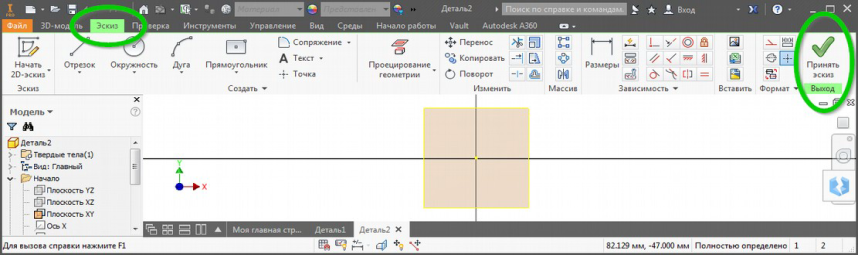 Материал
Деталь2
Поиск по справке и командам.
Вход
Файл 3D-модель Эскиз Проверка Инструменты Управление Вид Среды Начало работы Vault Autodesk A360
Начать
2D-эскиз
Эскиз
Отрезок
Окружность
Дуга
Прямоугольник
Сопряжение
Текст
Точка
Создать
Проецирование
геометрии
Перенос
Копировать
Поворот
Изменить
Массив
Размеры
Зависимость
Вставить
Формат
Принять
эскиз
Выход
Модель
Деталь2
Твердые тела(1)
Вид: Главный
Начало
Плоскость YZ
Плоскость XZ
Плоскость XY
Ось X
Y
X
Моя главная стр... Деталь1 Деталь2
Для вызова справки нажмите F1
82.129 мм, -47.000 мм Полностью определено 1 2